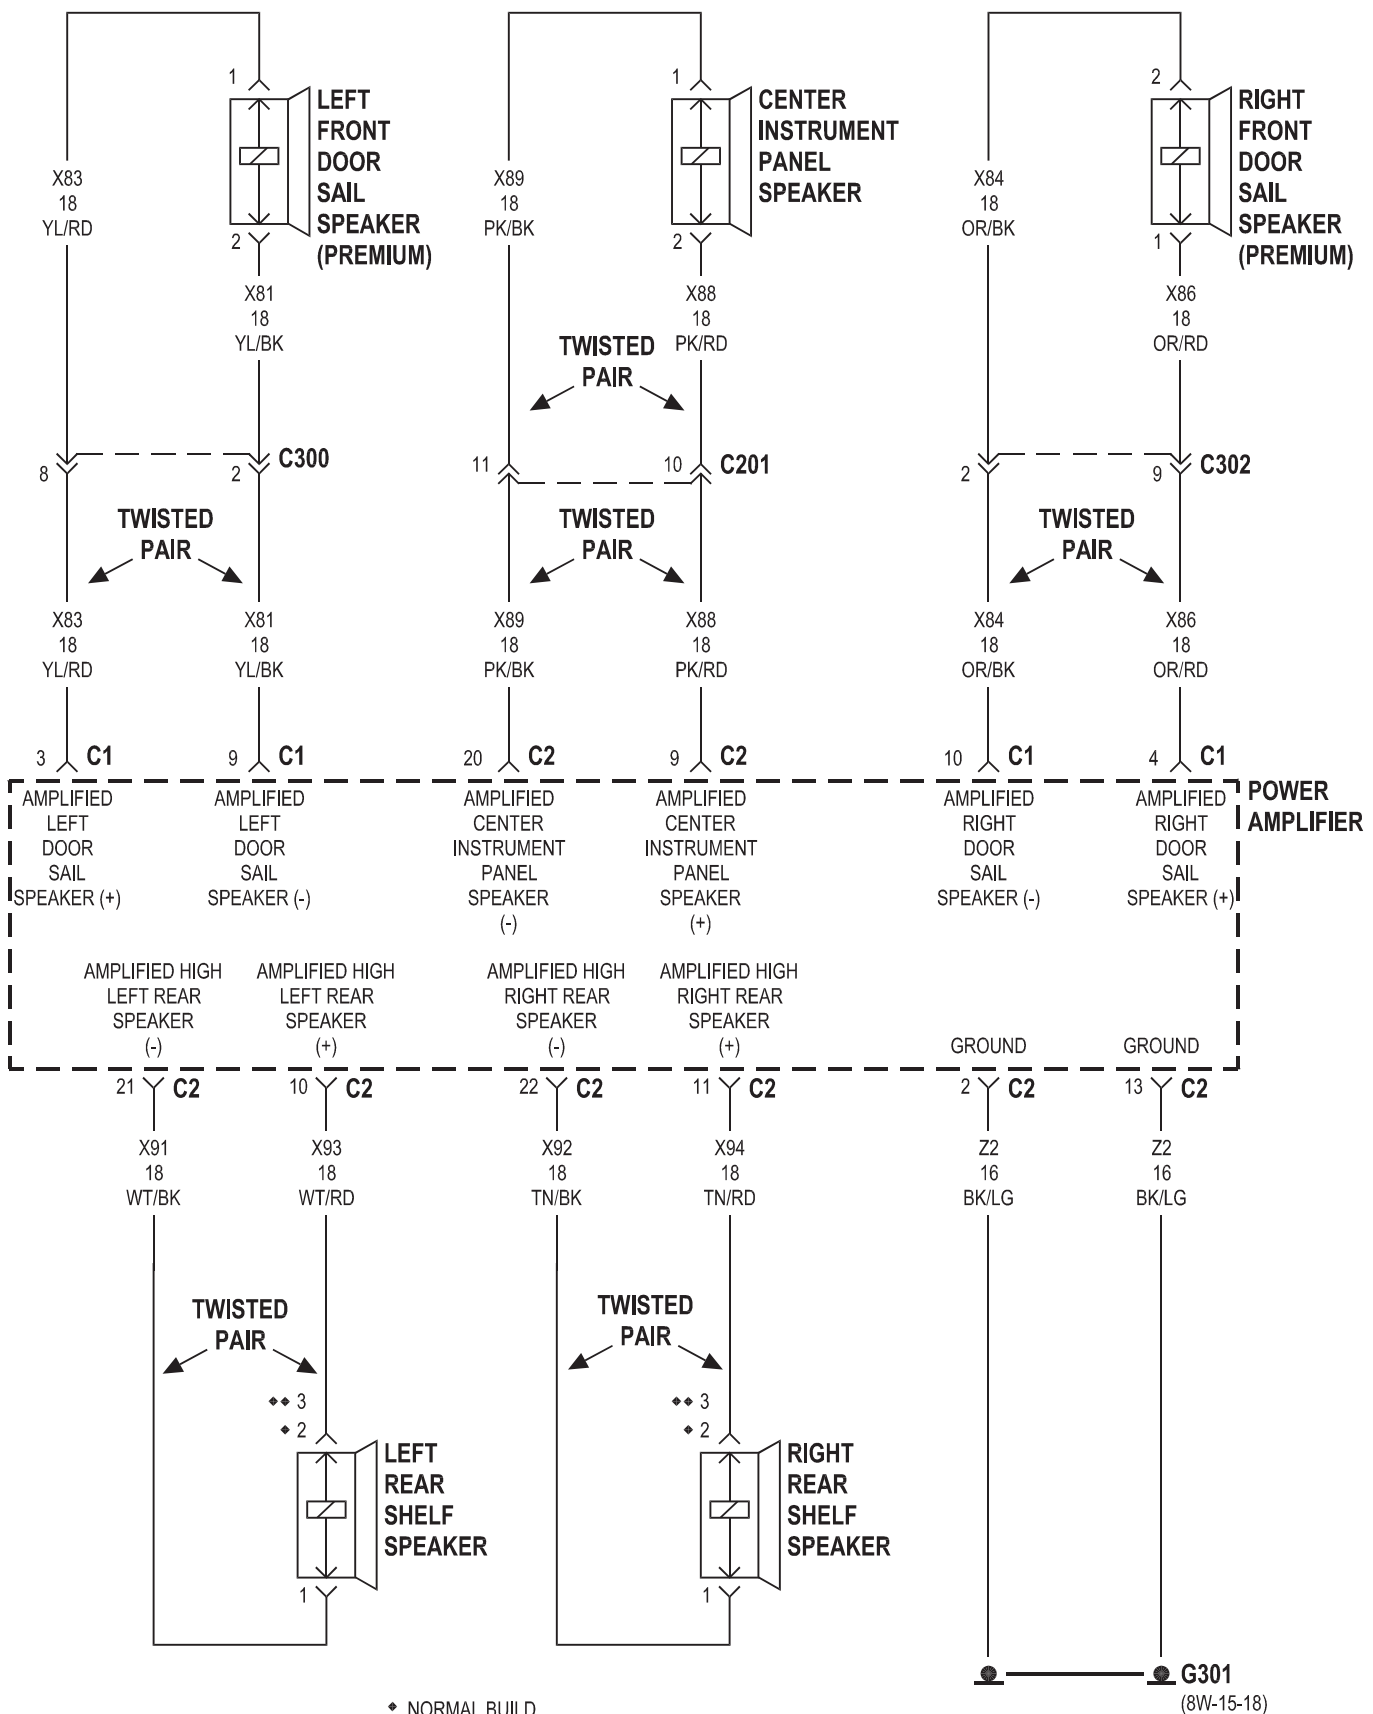 1
LEFT
FRONT
DOOR
SAIL
SPEAKER
(PREMIUM)
2
X83
18
YL/RD
X81
18
YL/BK
1
CENTER
INSTRUMENT
PANEL
SPEAKER
2
X89
18
PK/BK
X88
18
PK/RD
TWISTED
PAIR
2
RIGHT
FRONT
DOOR
SAIL
SPEAKER
(PREMIUM)
1
X84
18
OR/BK
X86
18
OR/RD
8
2
C300
11
10
C201
2
9
C302
TWISTED
PAIR
TWISTED
PAIR
TWISTED
PAIR
X83
18
YL/RD
X81
18
YL/BK
X89
18
PK/BK
X88
18
PK/RD
X84
18
OR/BK
X86
18
OR/RD
3 C1
9 C1
20 C2
9 C2
10 C1
4 C1
POWER
AMPLIFIER
AMPLIFIED
LEFT
DOOR
SAIL
SPEAKER (+)
AMPLIFIED
LEFT
DOOR
SAIL
SPEAKER (-)
AMPLIFIED
CENTER
INSTRUMENT
PANEL
SPEAKER
(-)
AMPLIFIED
CENTER
INSTRUMENT
PANEL
SPEAKER
(+)
AMPLIFIED
RIGHT
DOOR
SAIL
SPEAKER (-)
AMPLIFIED
RIGHT
DOOR
SAIL
SPEAKER (+)
AMPLIFIED HIGH
LEFT REAR
SPEAKER
(-)
AMPLIFIED HIGH
LEFT REAR
SPEAKER
(+)
AMPLIFIED HIGH
RIGHT REAR
SPEAKER
(-)
AMPLIFIED HIGH
RIGHT REAR
SPEAKER
(+)
GROUND
GROUND
21 C2
10 C2
22 C2
11 C2
2 C2
13 C2
X91
18
WT/BK
X93
18
WT/RD
X92
18
TN/BK
X94
18
TN/RD
Z2
16
BK/LG
Z2
16
BK/LG
TWISTED
PAIR
TWISTED
PAIR
◆◆ 3
◆ 2
LEFT
REAR
SHELF
SPEAKER
1
◆◆ 3
◆ 2
RIGHT
REAR
SHELF
SPEAKER
1
G301
(8W-15-18)
◆ NORMAL BUILD